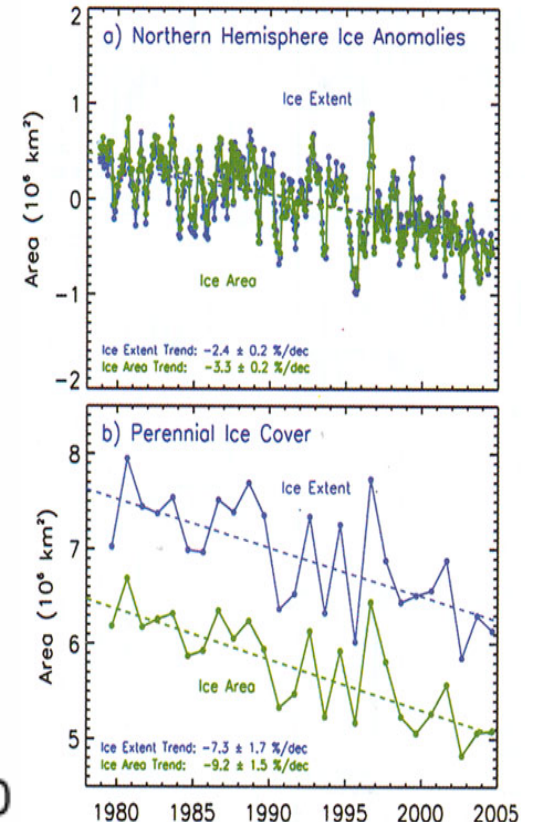 2
a) Northern Hemisphere Ice Anomalies
Ice Extent
1
0
Area (10⁶ km²)
Ice Area
-1
Ice Extent Trend: -2.4 ± 0.2 %/dec
Ice Area Trend: -3.3 ± 0.2 %/dec
-2
b) Perennial Ice Cover
8
Ice Extent
7
Area (10⁶ km²)
6
Ice Area
5
Ice Extent Trend: -7.3 ± 1.7 %/dec
Ice Area Trend: -9.2 ± 1.5 %/dec
1980 1985 1990 1995 2000 2005